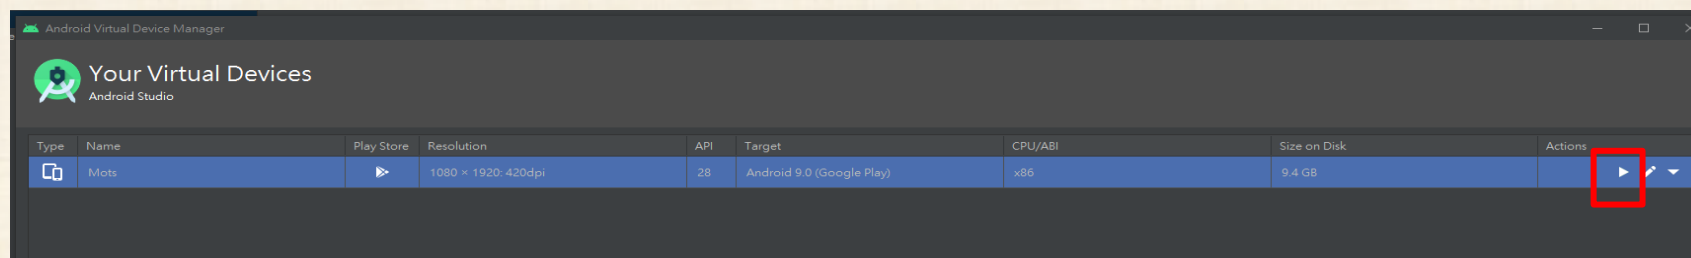 Android Virtual Device Manager
Your Virtual Devices
Android Studio
Type Name Play Store Resolution API Target CPU/ABI Size on Disk Actions
Mots 1080 × 1920: 420dpi 28 Android 9.0 (Google Play) x86 9.4 GB